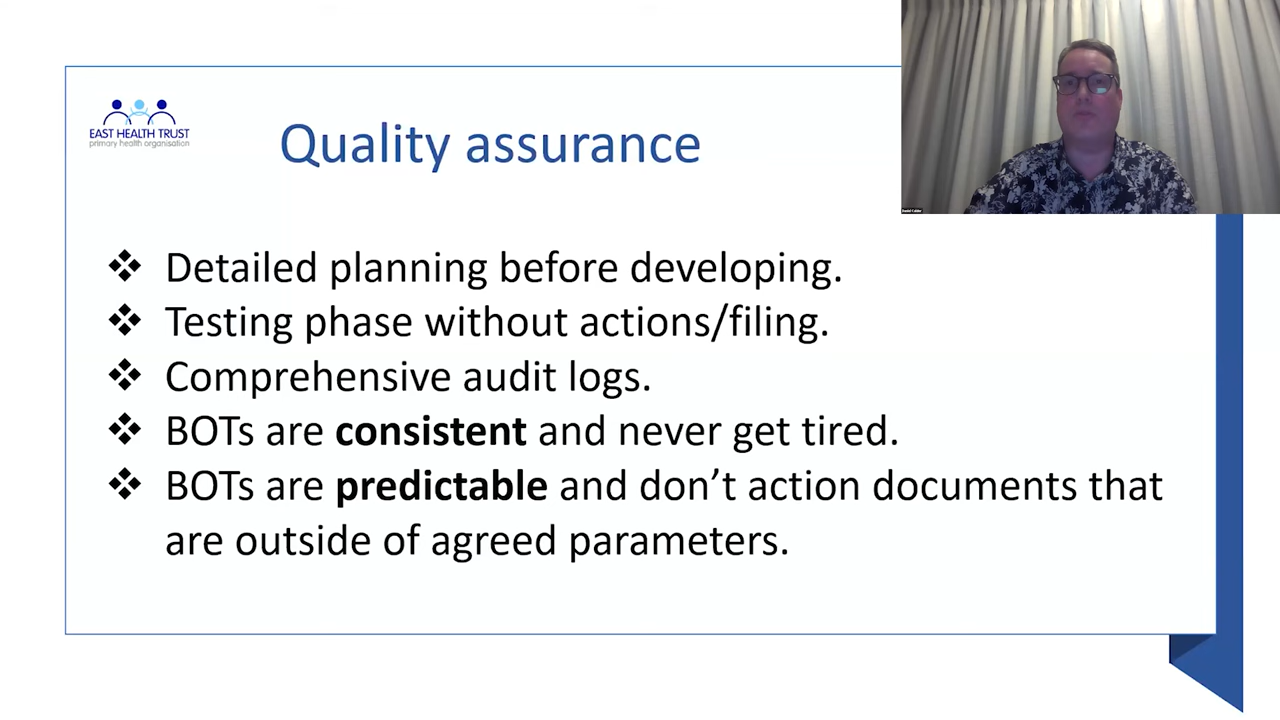 EAST HEALTH TRUST
primary health organisation
Quality assurance
❖ Detailed planning before developing.
❖ Testing phase without actions/filing.
❖ Comprehensive audit logs.
❖ BOTs are consistent and never get tired.
❖ BOTs are predictable and don’t action documents that
are outside of agreed parameters.